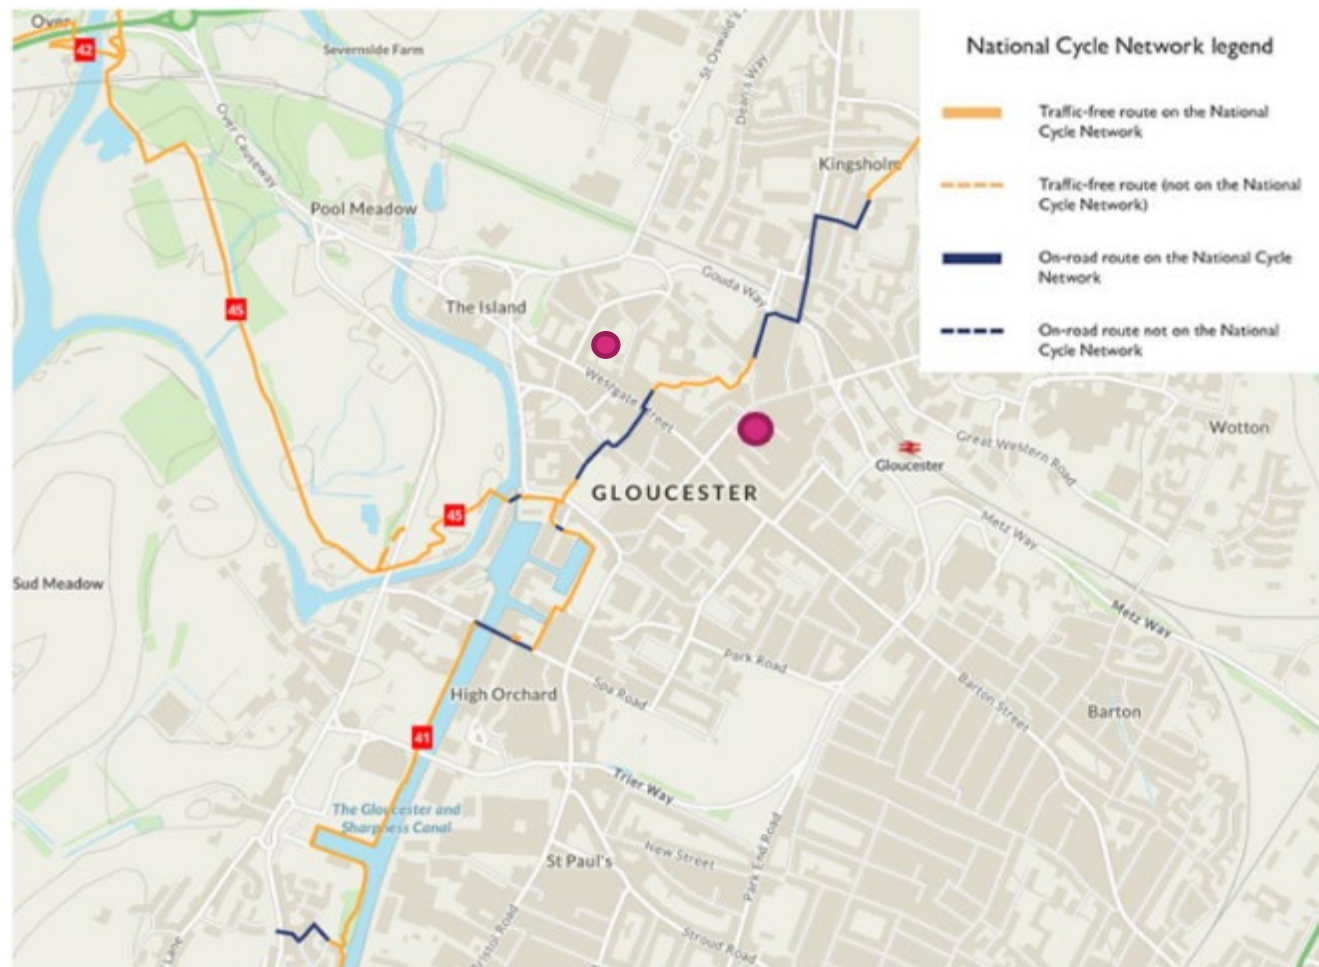 Over
42
Severnside Farm
St Oswald's
Dean's Way
National Cycle Network legend
Traffic-free route on the National
Cycle Network
Traffic-free route (not on the National
Cycle Network)
On-road route on the National Cycle
Network
On-road route not on the National
Cycle Network
Over Causeway
Kingsholm
Pool Meadow
Gouda Way
The Island
45
Westgate Street
Wotton
Great Western Road
Gloucester
GLOUCESTER
45
Metz Way
Sud Meadow
Metz Way
Park Road
Spa Road
High Orchard
Barton Street
Barton
41
Trier Way
The Gloucester and
Sharpness Canal
St Paul's
New Street
Park End Road
Stroud Road
Bristol Road
Lane